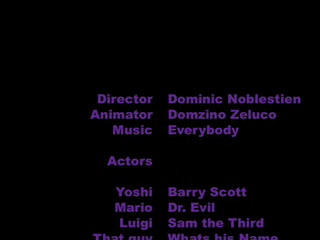 Director Dominic Noblestien
Animator Domzino Zeluco
Music Everybody
Actors
Yoshi Barry Scott
Mario Dr. Evil
Luigi Sam the Third
That guy Whats his Name